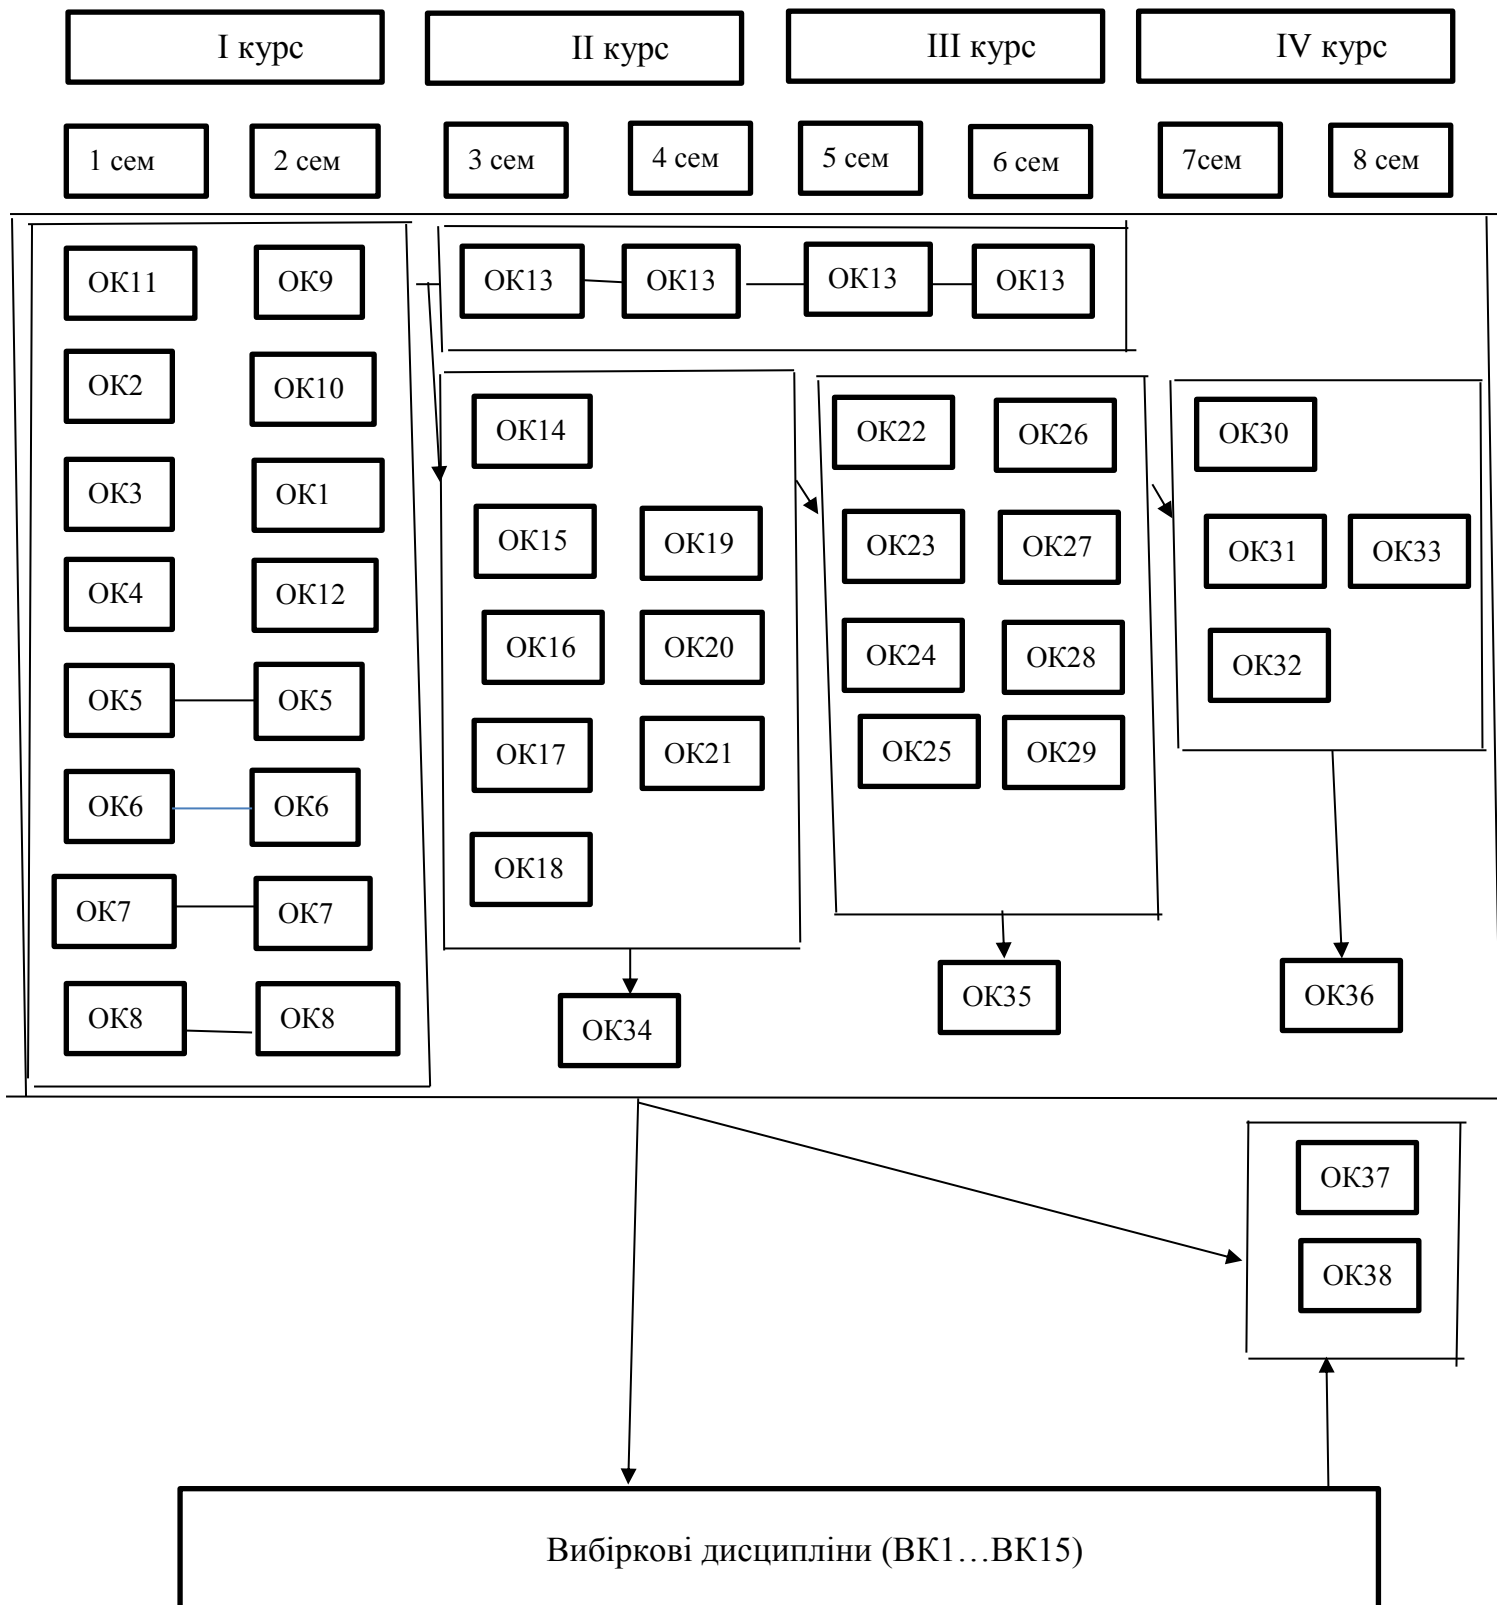 І курс ІІ курс ІІІ курс IV курс
1 сем 2 сем 3 сем 4 сем 5 сем 6 сем 7сем 8 сем
ОК11 ОК9 ОК13 ОК13 ОК13 ОК13
ОК2 ОК10
ОК14 ОК22 ОК26 ОК30
ОК3 ОК1
ОК15 ОК19 ОК23 ОК27 ОК31 ОК33
ОК4 ОК12
ОК16 ОК20 ОК24 ОК28 ОК32
ОК5 ОК5
ОК17 ОК21 ОК25 ОК29
ОК6 ОК6
ОК18
ОК7 ОК7
ОК8 ОК8
ОК34 ОК35 ОК36
ОК37
ОК38
Вибіркові дисципліни (ВК1…ВК15)